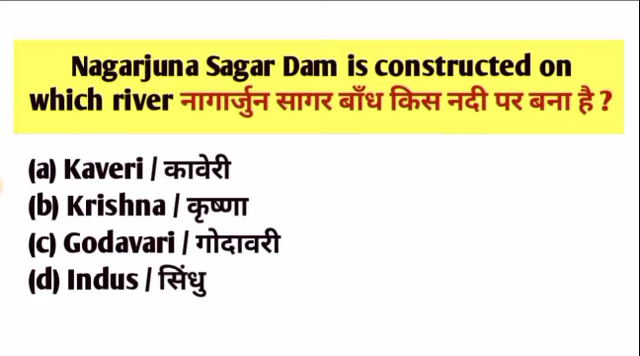 Nagarjuna Sagar Dam is constructed on
which river नागार्जुन सागर बाँध किस नदी पर बना है ?
(a) Kaveri / कावेरी
(b) Krishna / कृष्णा
(c) Godavari / गोदावरी
(d) Indus / सिंधु